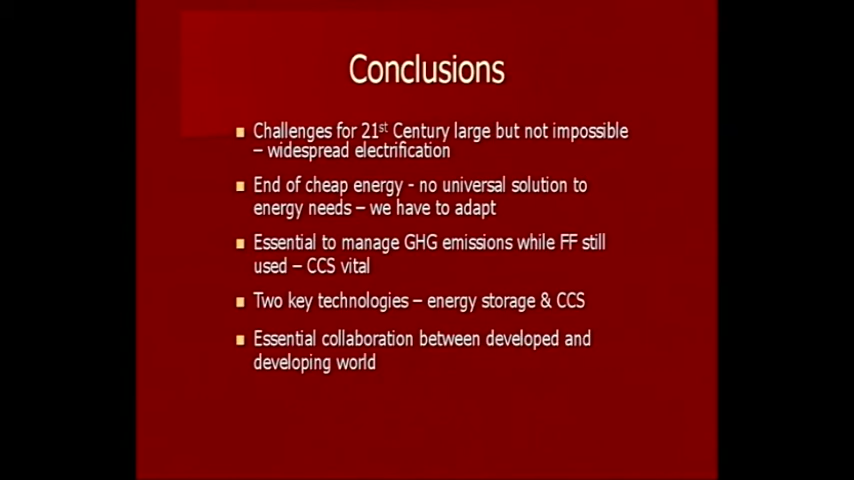 Conclusions
Challenges for 21st Century large but not impossible
– widespread electrification
End of cheap energy - no universal solution to
energy needs – we have to adapt
Essential to manage GHG emissions while FF still
used – CCS vital
Two key technologies – energy storage & CCS
Essential collaboration between developed and
developing world